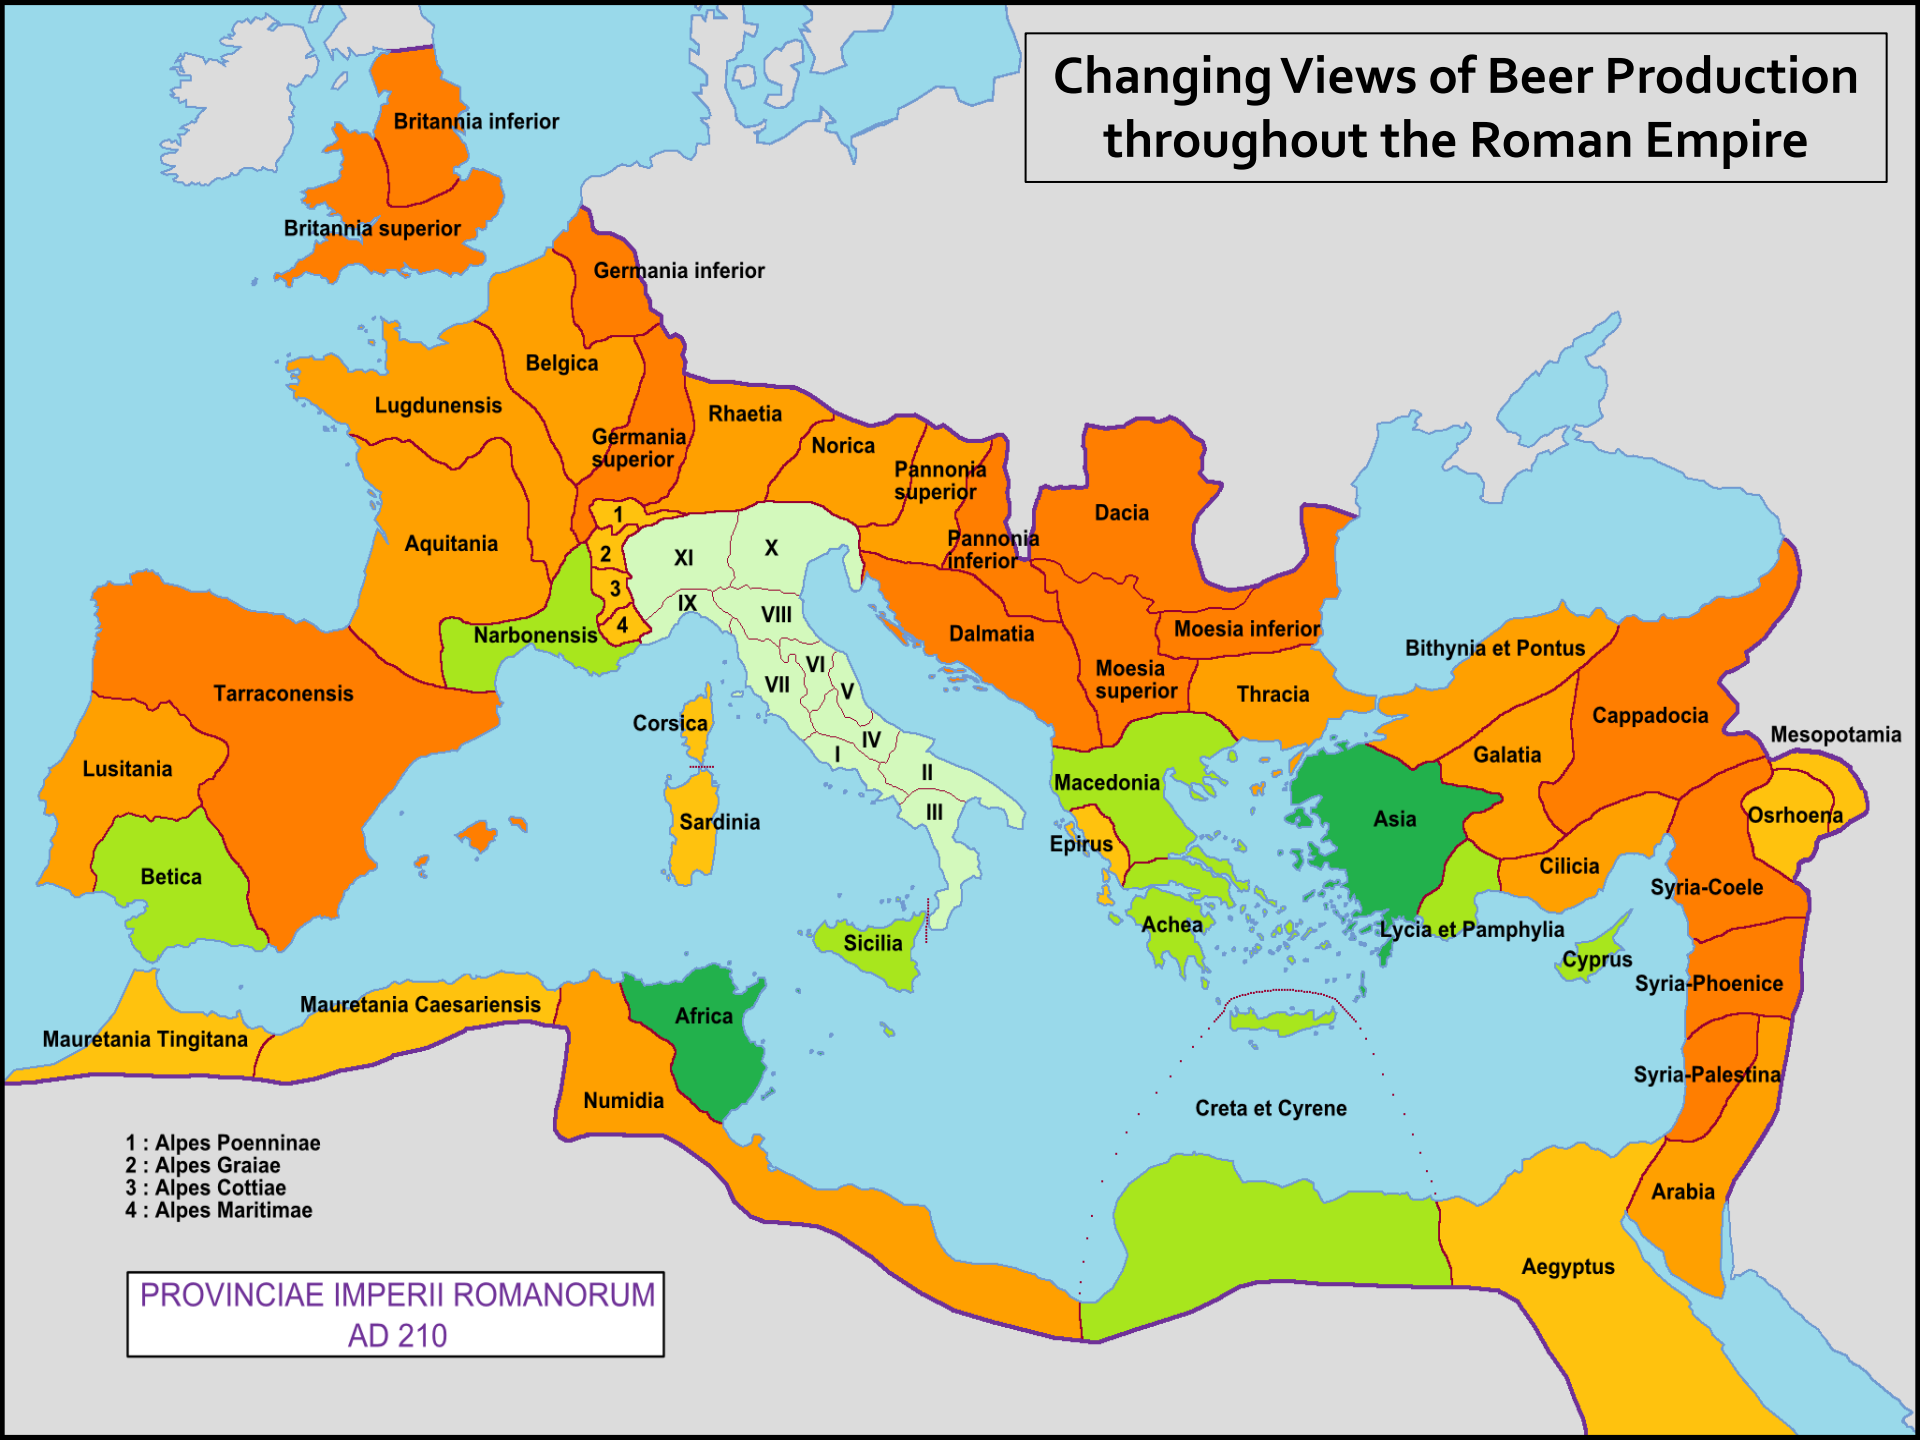 Changing Views of Beer Production
throughout the Roman Empire
Britannia inferior
Britannia superior
Germania inferior
Belgica
Lugdunensis
Germania
superior
Rhaetia
Norica
Pannonia
superior
Pannonia
inferior
Dacia
Aquitania
1
2
3
4
XI
X
IX
VIII
VI
VII
V
IV
I
II
III
Narbonensis
Dalmatia
Moesia inferior
Moesia
superior
Thracia
Bithynia et Pontus
Tarraconensis
Lusitania
Betica
Corsica
Sardinia
Sicilia
Macedonia
Epirus
Achea
Asia
Galatia
Cappadocia
Mesopotamia
Osrhoena
Cilicia
Syria-Coele
Lycia et Pamphylia
Cyprus
Syria-Phoenice
Syria-Palestina
Mauretania Caesariensis
Mauretania Tingitana
Africa
Numidia
Creta et Cyrene
Arabia
Aegyptus
1 : Alpes Poenninae
2 : Alpes Graiae
3 : Alpes Cottiae
4 : Alpes Maritimae
PROVINCIAE IMPERII ROMANORUM
AD 210